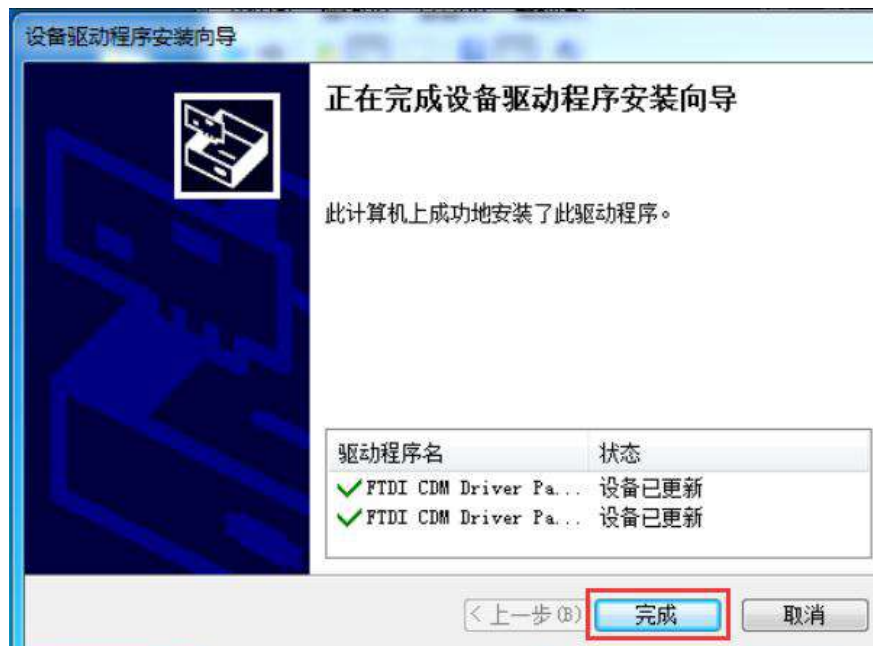 设备驱动程序安装向导
正在完成设备驱动程序安装向导
此计算机上成功地安装了此驱动程序。
驱动程序名 状态
FTDI CDM Driver Pa... 设备已更新
FTDI CDM Driver Pa... 设备已更新
< 上一步(B) 完成 取消